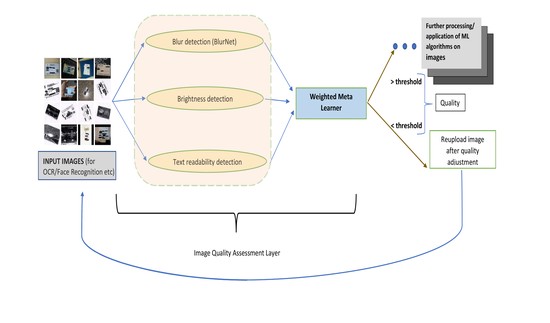 Further processing/
application of ML
algorithms on
images
Blur detection (BlurNet)
> threshold
Brightness detection
Weighted Meta
Learner
Quality
< threshold
INPUT IMAGES (for
OCR/Face Recognition etc)
Text readability detection
Reupload image
after quality
adjustment
Image Quality Assessment Layer